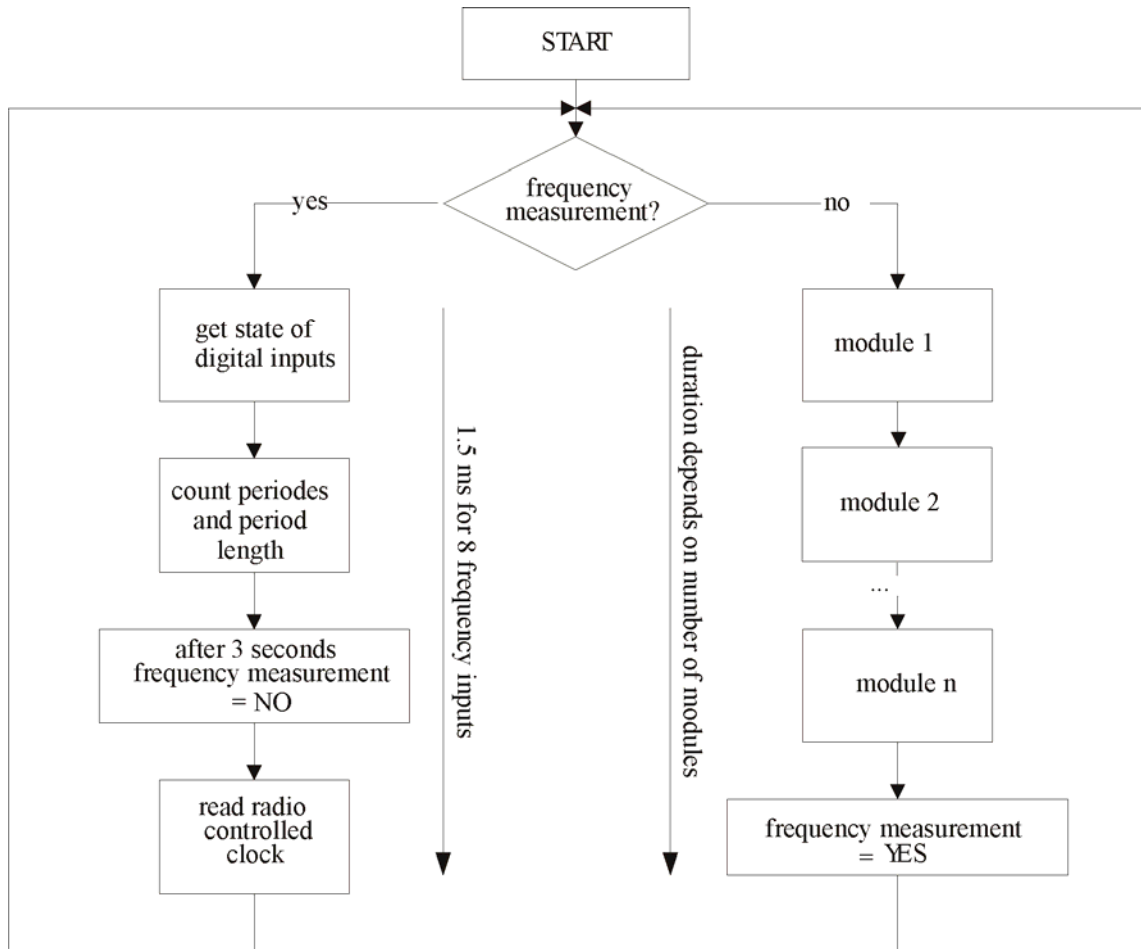 START
frequency
measurement?
yes
no
get state of
digital inputs
count periodes
and period
length
after 3 seconds
frequency measurement
= NO
read radio
controlled
clock
1.5 ms for 8 frequency inputs
duration depends on number of modules
module 1
module 2
...
module n
frequency measurement
= YES